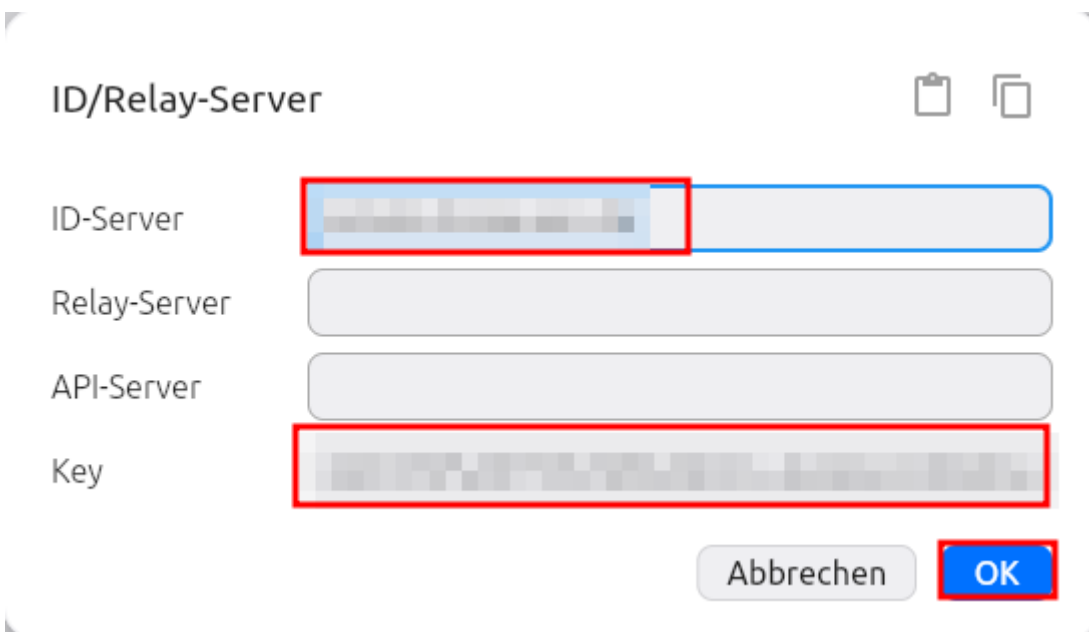 ID/Relay-Server
ID-Server
Relay-Server
API-Server
Key
Abbrechen
OK